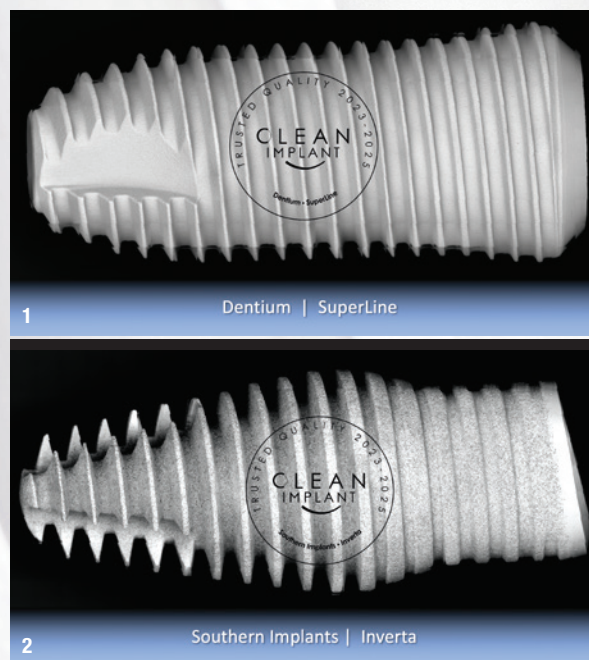 TRUSTED QUALITY 2023-2025
CLEAN
IMPLANT
Dentium • SuperLine
1
Dentium | SuperLine
TRUSTED QUALITY 2023-2025
CLEAN
IMPLANT
Southern Implants • Inverta
2
Southern Implants | Inverta